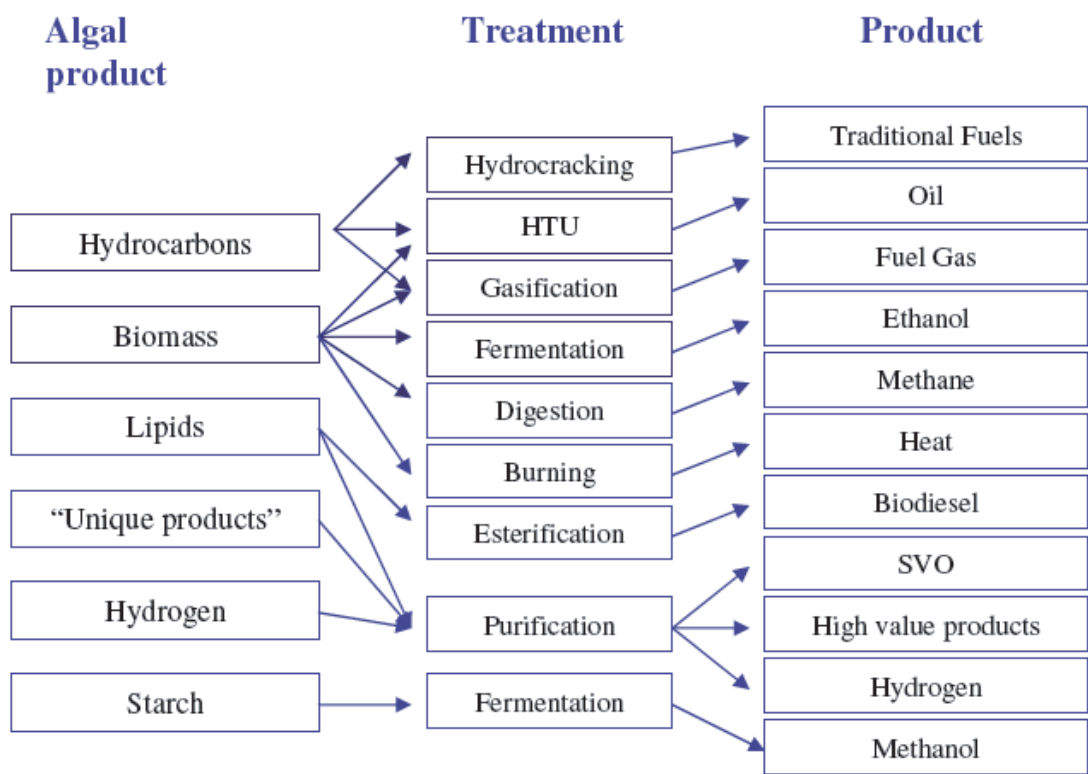 Algal
product
Treatment
Product
Hydrocarbons
Biomass
Lipids
“Unique products”
Hydrogen
Starch
Hydrocracking
HTU
Gasification
Fermentation
Digestion
Burning
Esterification
Purification
Fermentation
Traditional Fuels
Oil
Fuel Gas
Ethanol
Methane
Heat
Biodiesel
SVO
High value products
Hydrogen
Methanol